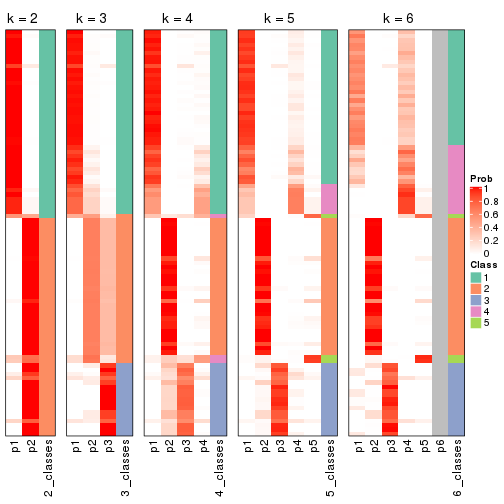 k = 2
k = 3
k = 4
k = 5
k = 6
Prob
1
0.8
0.6
0.4
0.2
0
Class
1
2
3
4
5
p1
p2
2_classes
p1
p2
p3
3_classes
p1
p2
p3
p4
4_classes
p1
p2
p3
p4
p5
5_classes
p1
p2
p3
p4
p5
p6
6_classes